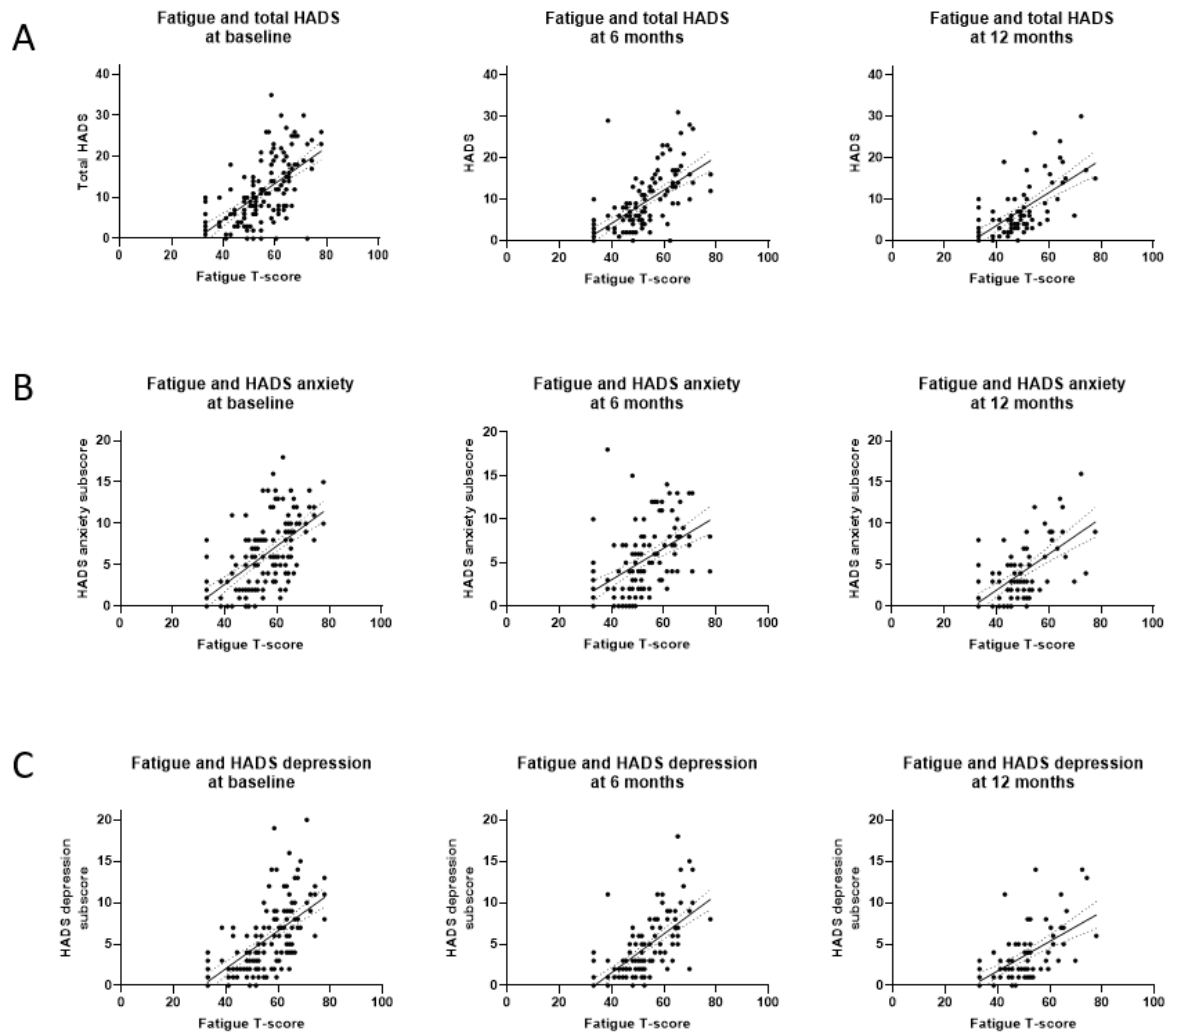 A
Fatigue and total HADS
at baseline
Total HADS
40
30
20
10
0
0 20 40 60 80 100
Fatigue T-score
Fatigue and total HADS
at 6 months
HADS
40
30
20
10
0
0 20 40 60 80 100
Fatigue T-score
Fatigue and total HADS
at 12 months
HADS
40
30
20
10
0
0 20 40 60 80 100
Fatigue T-score
B
Fatigue and HADS anxiety
at baseline
HADS anxiety subscore
20
15
10
5
0
0 20 40 60 80 100
Fatigue T-score
Fatigue and HADS anxiety
at 6 months
HADS anxiety subscore
20
15
10
5
0
0 20 40 60 80 100
Fatigue T-score
Fatigue and HADS anxiety
at 12 months
HADS anxiety subscore
20
15
10
5
0
0 20 40 60 80 100
Fatigue T-score
C
Fatigue and HADS depression
at baseline
HADS depression
subscore
20
15
10
5
0
0 20 40 60 80 100
Fatigue T-score
Fatigue and HADS depression
at 6 months
HADS depression
subscore
20
15
10
5
0
0 20 40 60 80 100
Fatigue T-score
Fatigue and HADS depression
at 12 months
HADS depression
subscore
20
15
10
5
0
0 20 40 60 80 100
Fatigue T-score